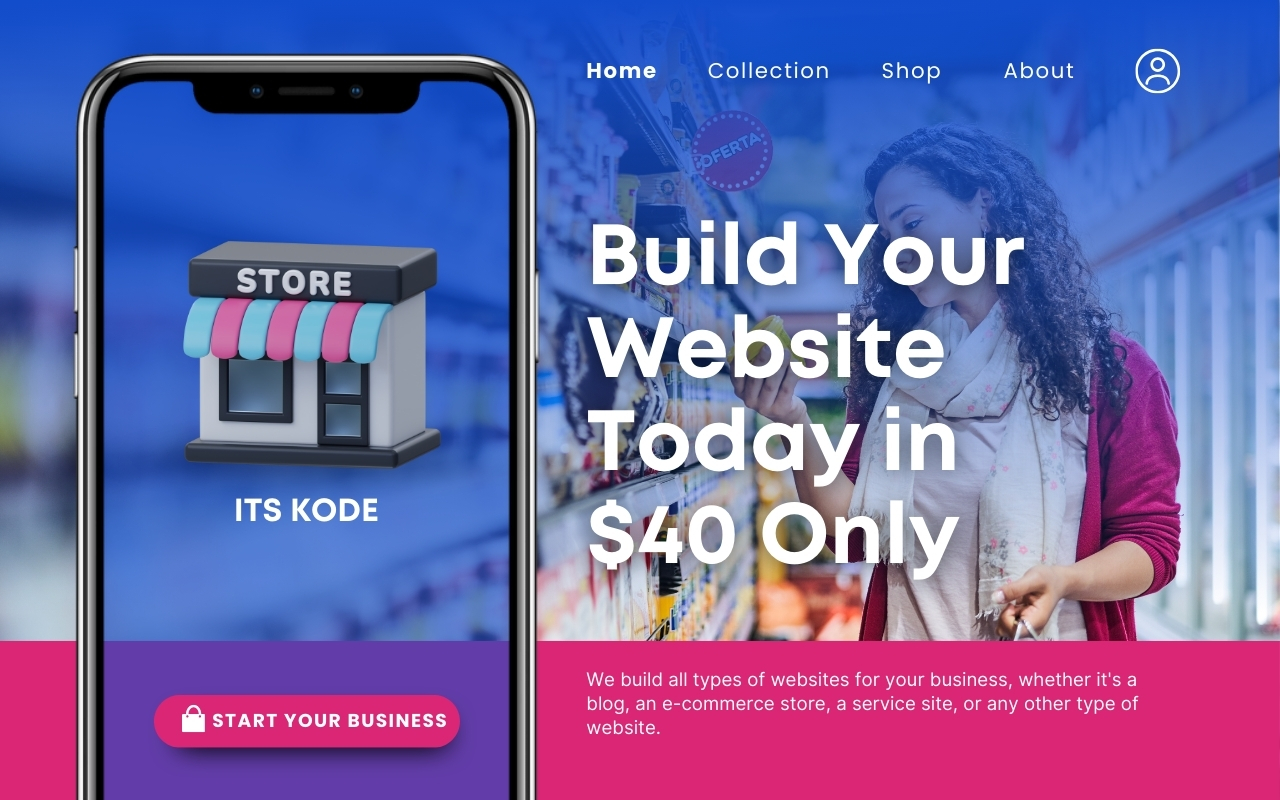 Home Collection Shop About
OFERTA
Build Your
Website
Today in
$40 Only
STORE
ITS KODE
START YOUR BUSINESS
We build all types of websites for your business, whether it's a
blog, an e-commerce store, a service site, or any other type of
website.